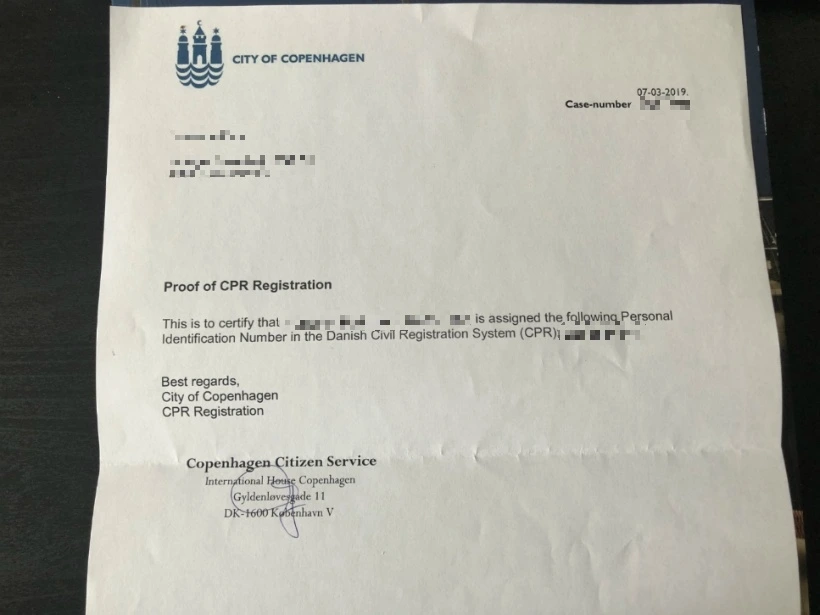 CITY OF COPENHAGEN
07-03-2019.
Case-number
Proof of CPR Registration
This is to certify that is assigned the following Personal
Identification Number in the Danish Civil Registration System (CPR):
Best regards,
City of Copenhagen
CPR Registration
Copenhagen Citizen Service
International House Copenhagen
Gyldenløvesgade 11
DK-1600 København V